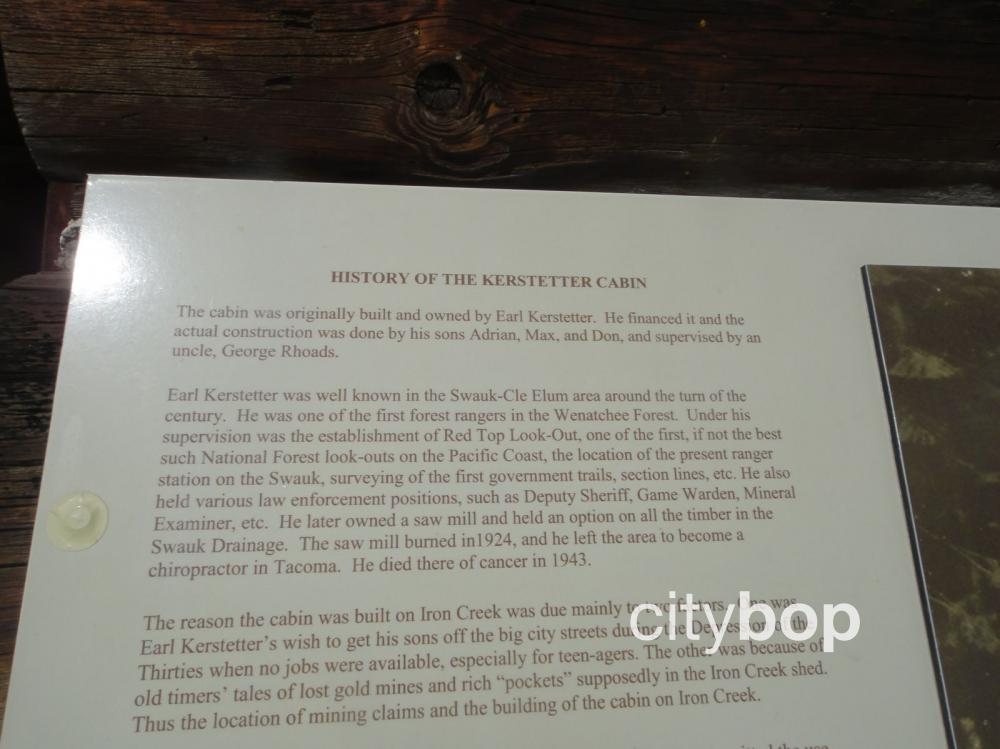 HISTORY OF THE KERSTETTER CABIN
The cabin was originally built and owned by Earl Kerstetter. He financed it and the
actual construction was done by his sons Adrian, Max, and Don, and supervised by an
uncle, George Rhoads.
Earl Kerstetter was well known in the Swauk-Cle Elum area around the turn of the
century. He was one of the first forest rangers in the Wenatchee Forest. Under his
supervision was the establishment of Red Top Look-Out, one of the first, if not the best
such National Forest look-outs on the Pacific Coast, the location of the present ranger
station on the Swauk, surveying of the first government trails, section lines, etc. He also
held various law enforcement positions, such as Deputy Sheriff, Game Warden, Mineral
Examiner, etc. He later owned a saw mill and held an option on all the timber in the
Swauk Drainage. The saw mill burned in1924, and he left the area to become a
chiropractor in Tacoma. He died there of cancer in 1943.
The reason the cabin was built on Iron Creek was due mainly to two factors. One was
Earl Kerstetter's wish to get his sons off the big city streets during the Depression of the
Thirties when no jobs were available, especially for teen-agers. The other was because of
old timers' tales of lost gold mines and rich “pockets” supposedly in the Iron Creek shed.
Thus the location of mining claims and the building of the cabin on Iron Creek.
citybop